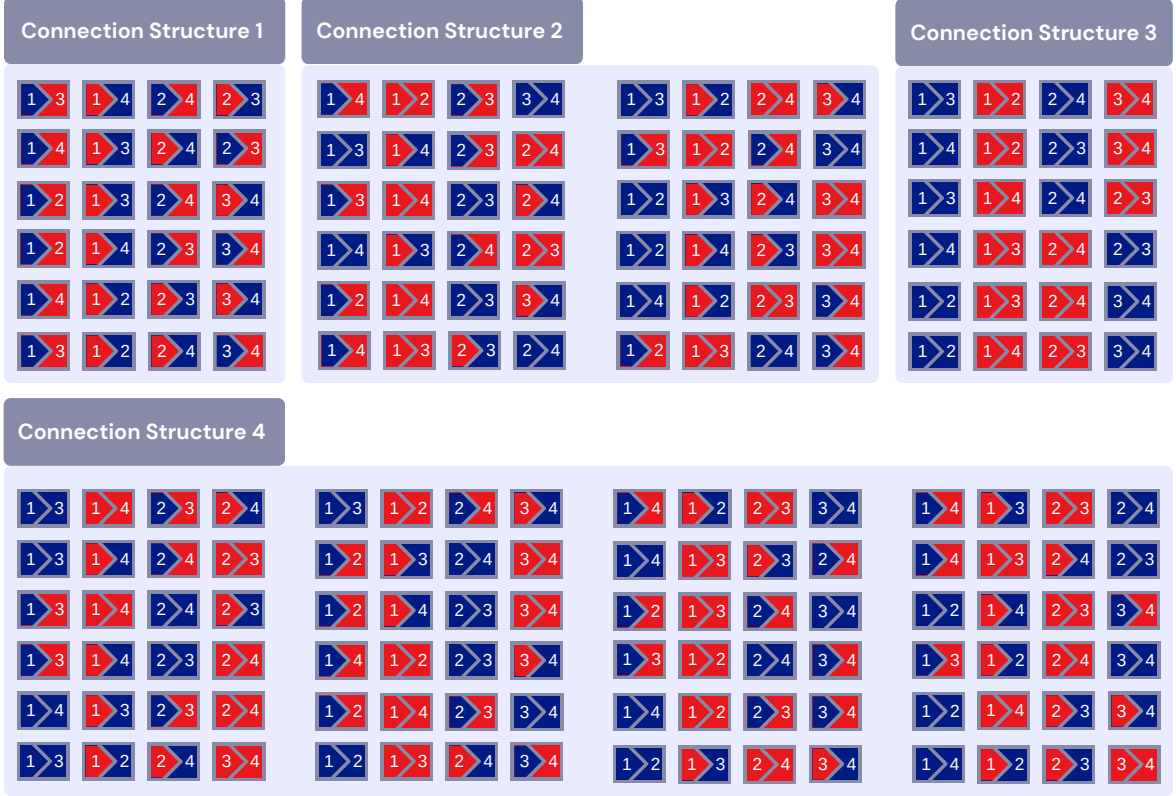 Connection Structure 1
1>3 1>4 2>4 2>3
1>4 1>3 2>4 2>3
1>2 1>3 2>4 3>4
1>2 1>4 2>3 3>4
1>4 1>2 2>3 3>4
1>3 1>2 2>4 3>4
Connection Structure 2
1>4 1>2 2>3 3>4 1>3 1>2 2>4 3>4
1>3 1>4 2>3 2>4 1>3 1>2 2>4 3>4
1>3 1>4 2>3 2>4 1>2 1>3 2>4 3>4
1>4 1>3 2>4 2>3 1>2 1>4 2>3 3>4
1>2 1>4 2>3 3>4 1>4 1>2 2>3 3>4
1>4 1>3 2>3 2>4 1>2 1>3 2>4 3>4
Connection Structure 3
1>3 1>2 2>4 3>4
1>4 1>2 2>3 3>4
1>3 1>4 2>4 2>3
1>4 1>3 2>4 2>3
1>2 1>3 2>4 3>4
1>2 1>4 2>3 3>4
Connection Structure 4
1>3 1>4 2>3 2>4 1>3 1>2 2>4 3>4 1>4 1>2 2>3 3>4 1>4 1>3 2>3 2>4
1>3 1>4 2>4 2>3 1>2 1>3 2>4 3>4 1>4 1>3 2>3 2>4 1>4 1>3 2>4 2>3
1>3 1>4 2>4 2>3 1>2 1>4 2>3 3>4 1>2 1>3 2>4 3>4 1>2 1>4 2>3 3>4
1>3 1>4 2>3 2>4 1>4 1>2 2>3 3>4 1>3 1>2 2>4 3>4 1>3 1>2 2>4 3>4
1>4 1>3 2>3 2>4 1>2 1>4 2>3 3>4 1>4 1>2 2>3 3>4 1>2 1>4 2>3 3>4
1>3 1>2 2>4 3>4 1>2 1>3 2>4 3>4 1>2 1>3 2>4 3>4 1>4 1>2 2>3 3>4